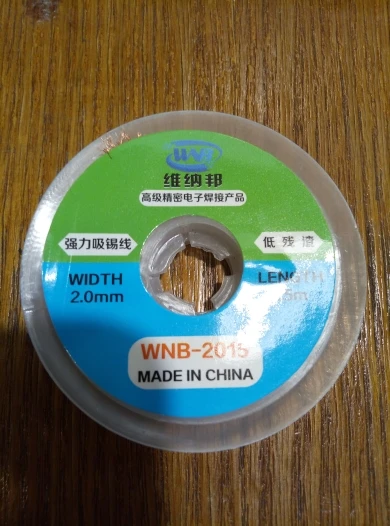 WNB
维纳邦
高级精密电子焊接产品
强力吸锡线
低残渣
WIDTH
2.0mm
LENGTH
WNB-2015
MADE IN CHINA